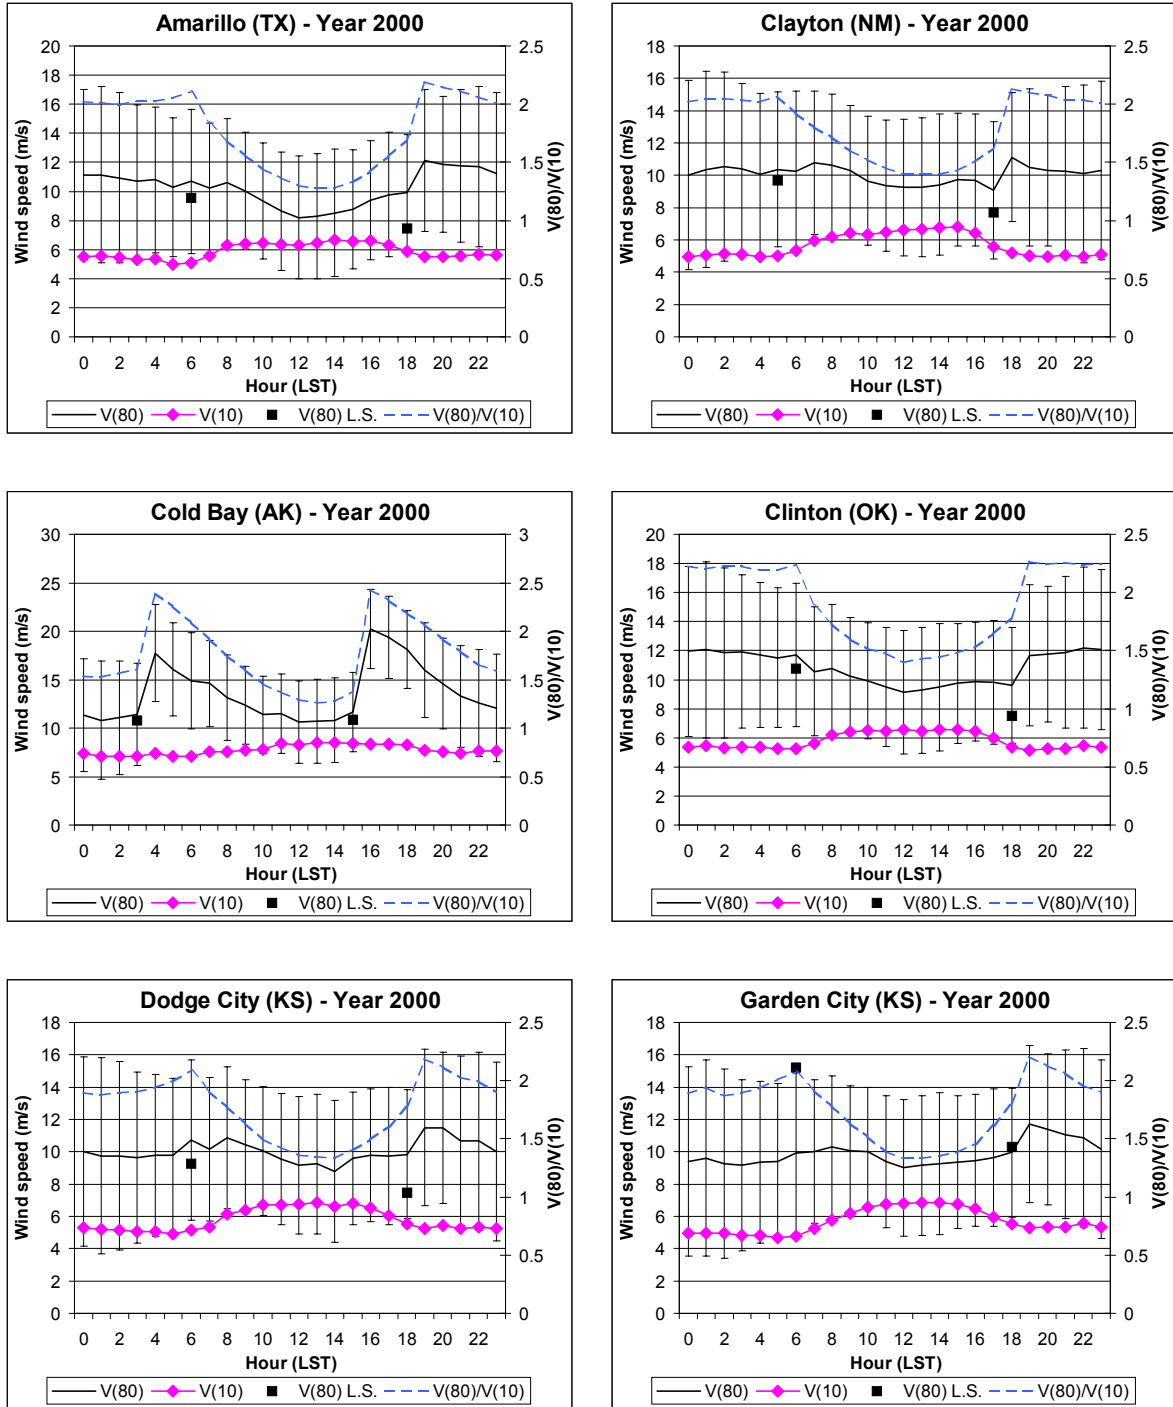 Amarillo (TX) - Year 2000
20
18
16
14
12
10
8
6
4
2
0
Wind speed (m/s)
2.5
2
1.5
1
0.5
0
V(80)/V(10)
0 2 4 6 8 10 12 14 16 18 20 22
Hour (LST)
V(80) V(10) V(80) L.S. V(80)/V(10)
Clayton (NM) - Year 2000
18
16
14
12
10
8
6
4
2
0
Wind speed (m/s)
2.5
2
1.5
1
0.5
0
V(80)/V(10)
0 2 4 6 8 10 12 14 16 18 20 22
Hour (LST)
V(80) V(10) V(80) L.S. V(80)/V(10)
Cold Bay (AK) - Year 2000
30
25
20
15
10
5
0
Wind speed (m/s)
3
2.5
2
1.5
1
0.5
0
V(80)/V(10)
0 2 4 6 8 10 12 14 16 18 20 22
Hour (LST)
V(80) V(10) V(80) L.S. V(80)/V(10)
Clinton (OK) - Year 2000
20
18
16
14
12
10
8
6
4
2
0
Wind speed (m/s)
2.5
2
1.5
1
0.5
0
V(80)/V(10)
0 2 4 6 8 10 12 14 16 18 20 22
Hour (LST)
V(80) V(10) V(80) L.S. V(80)/V(10)
Dodge City (KS) - Year 2000
18
16
14
12
10
8
6
4
2
0
Wind speed (m/s)
2.5
2
1.5
1
0.5
0
V(80)/V(10)
0 2 4 6 8 10 12 14 16 18 20 22
Hour (LST)
V(80) V(10) V(80) L.S. V(80)/V(10)
Garden City (KS) - Year 2000
18
16
14
12
10
8
6
4
2
0
Wind speed (m/s)
2.5
2
1.5
1
0.5
0
V(80)/V(10)
0 2 4 6 8 10 12 14 16 18 20 22
Hour (LST)
V(80) V(10) V(80) L.S. V(80)/V(10)